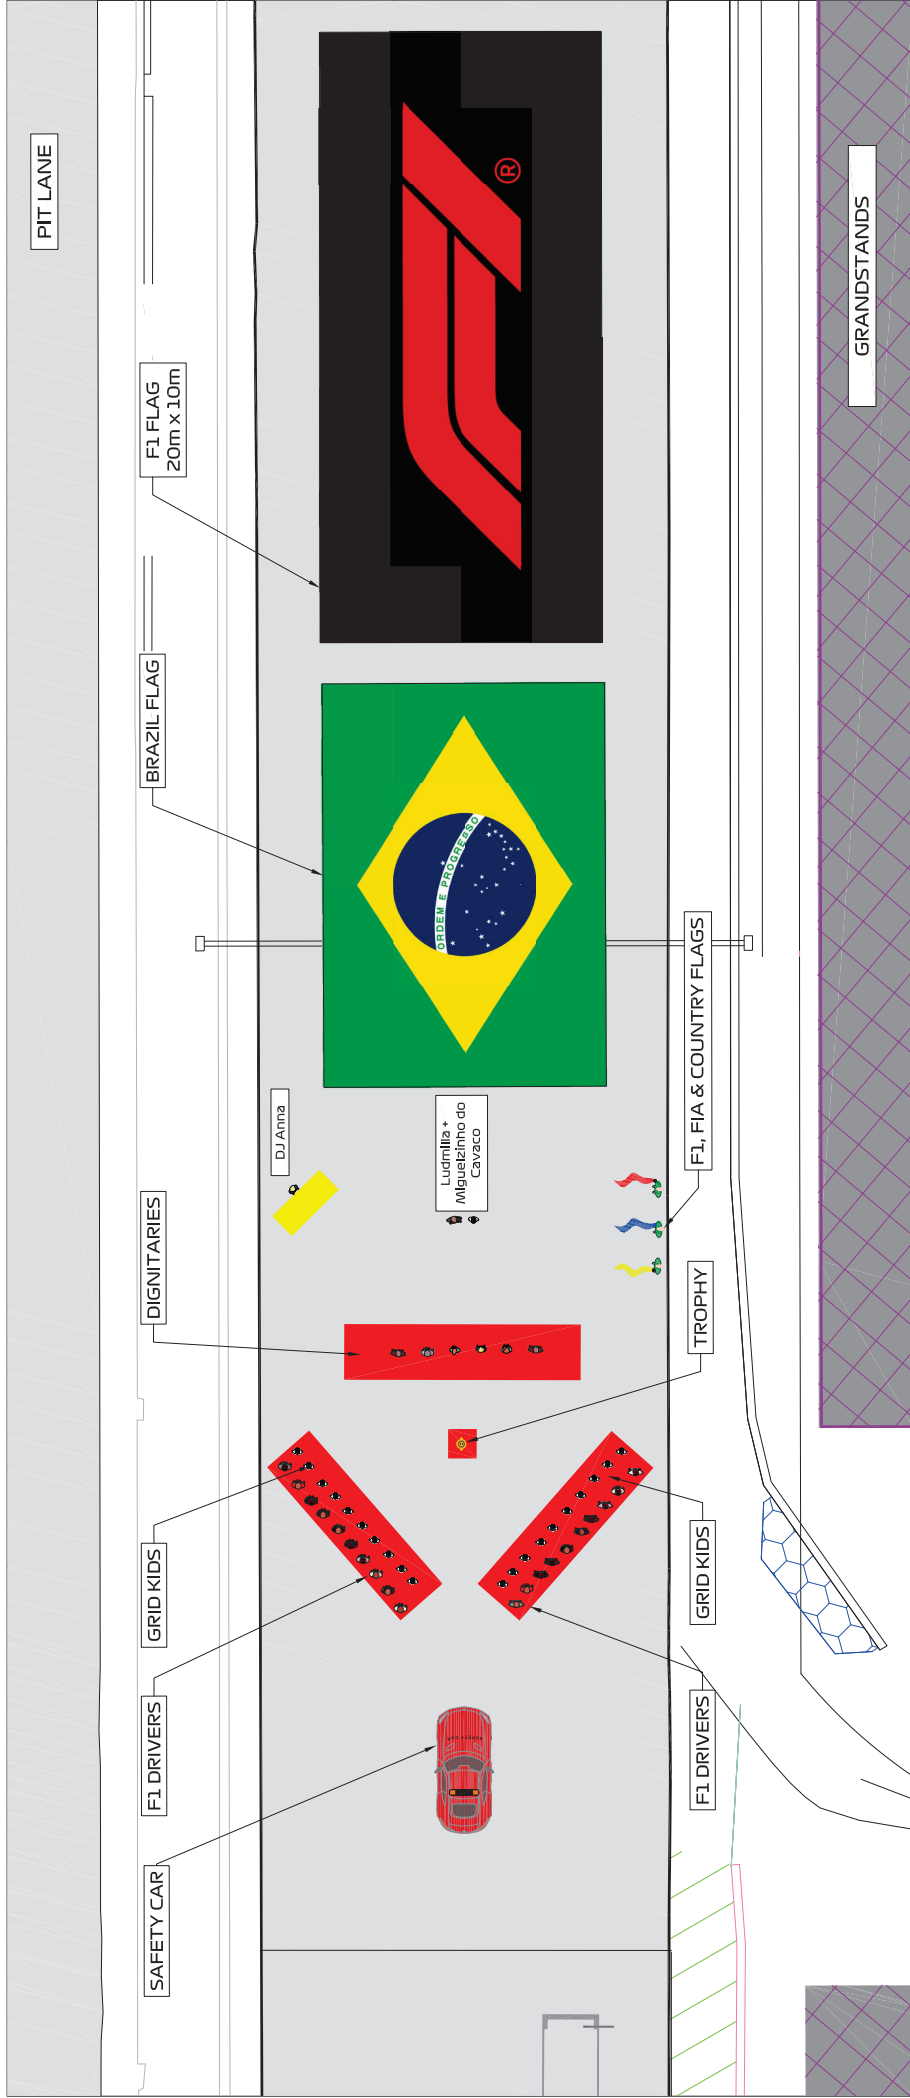 PIT LANE
F1 FLAG
20m x 10m
BRAZIL FLAG
DIGNITARIES
GRID KIDS
F1 DRIVERS
SAFETY CAR
®
ORDEM E PROGRESSO
DJ Anna
Ludmilla +
Miguelzinho do
Cavaco
F1, FIA & COUNTRY FLAGS
TROPHY
GRID KIDS
F1 DRIVERS
GRANDSTANDS